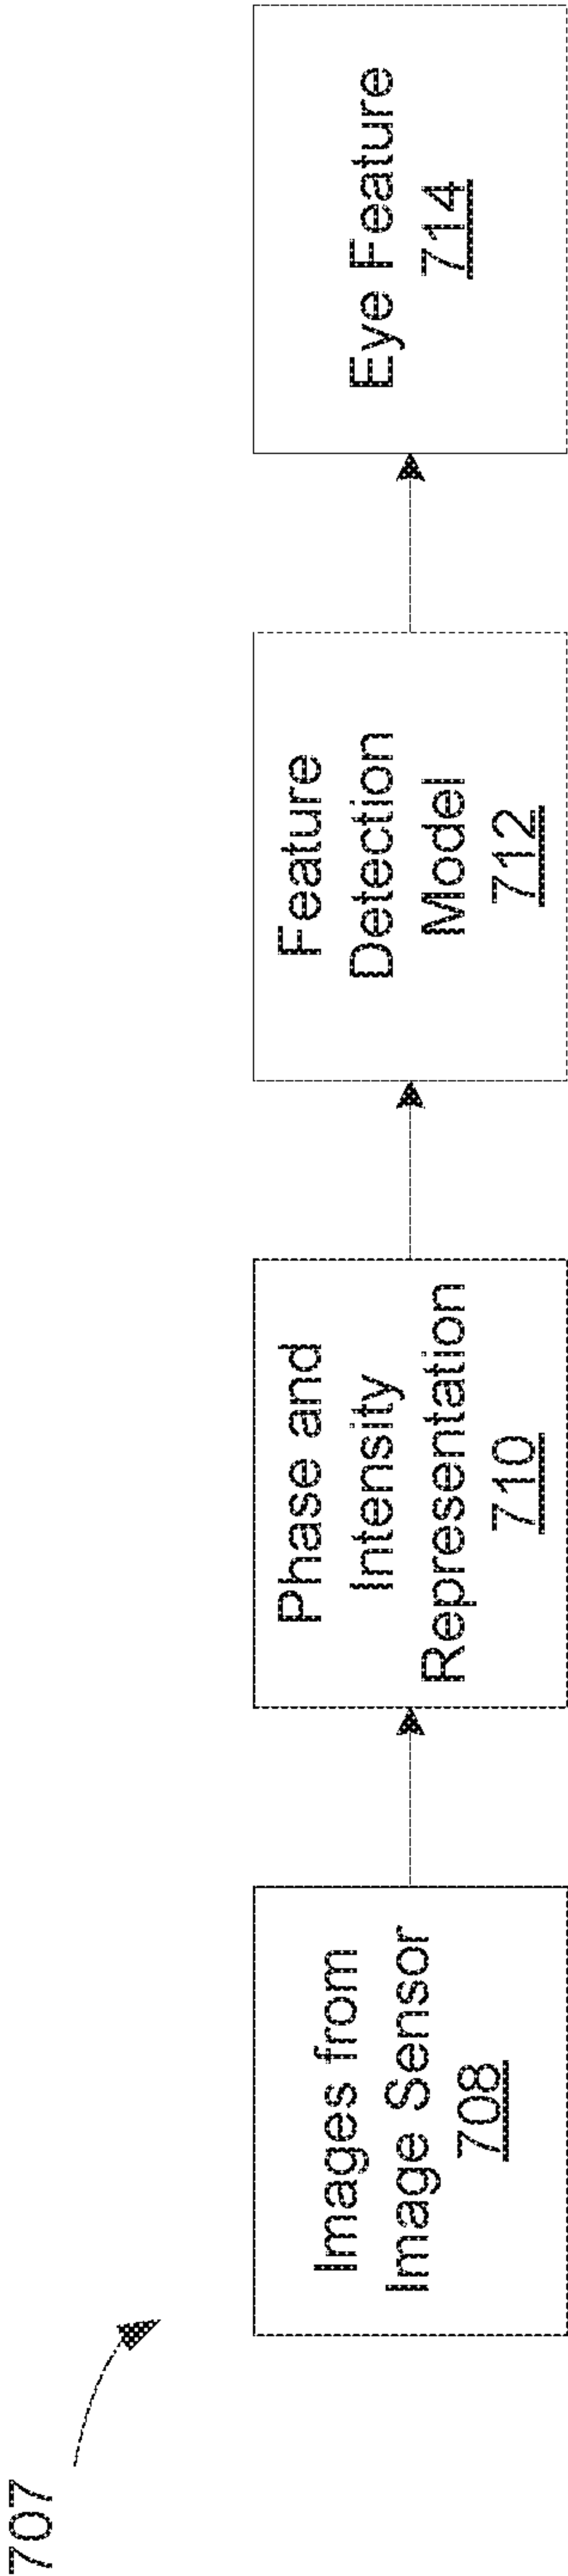 707
Images from
Image Sensor
708
Phase and
Intensity
Representation
710
Feature
Detection
Model
712
Eye Feature
714